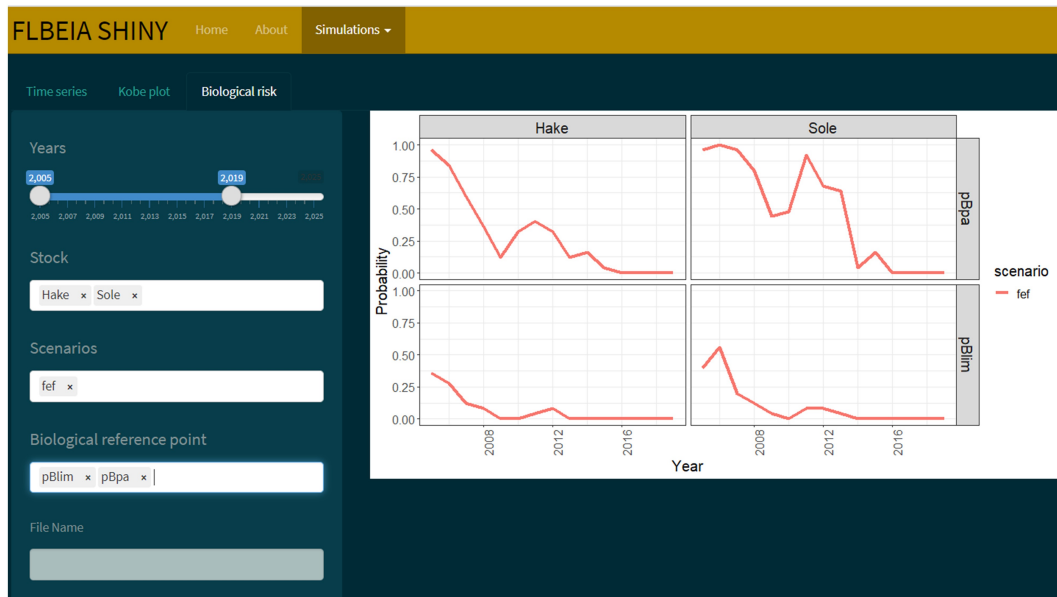 FLBEIA SHINY Home About Simulations
Time series Kobe plot Biological risk
Years
2,005 2,019
2,005 2,007 2,009 2,011 2,013 2,015 2,017 2,019 2,021 2,023 2,025
Stock
Hake × Sole ×
Scenarios
fef ×
Biological reference point
pBlim × pBpa ×
File Name
Hake Sole
1.00
0.75
0.50
0.25
0.00
pBpa
1.00
0.75
0.50
0.25
0.00
pBlim
Probability
2008 2012 2016 2008 2012 2016
Year
scenario
fef